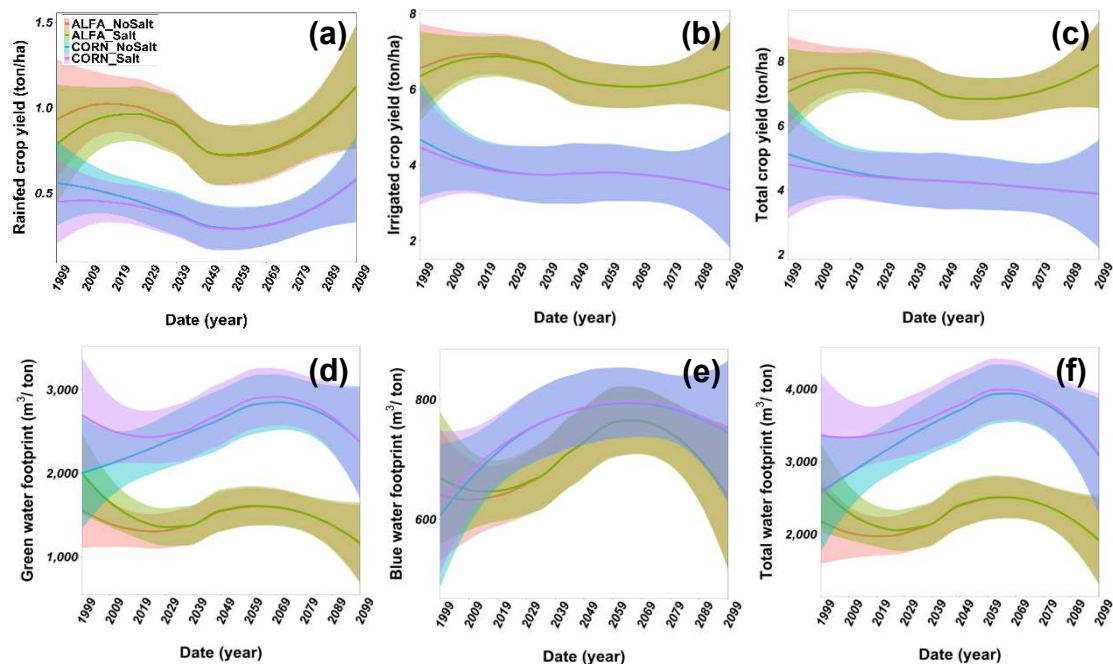 (a)
ALFA_NoSalt
ALFA_Salt
CORN_NoSalt
CORN_Salt
Rainfed crop yield (ton/ha)
1.5
1.0
0.5
1999 2009 2019 2029 2039 2049 2059 2069 2079 2089 2099
Date (year)
(b)
Irrigated crop yield (ton/ha)
8
6
4
2
1999 2009 2019 2029 2039 2049 2059 2069 2079 2089 2099
Date (year)
(c)
Total crop yield (ton/ha)
8
6
4
2
1999 2009 2019 2029 2039 2049 2059 2069 2079 2089 2099
Date (year)
(d)
Green water footprint (m³/ ton)
3,000
2,000
1,000
1999 2009 2019 2029 2039 2049 2059 2069 2079 2089 2099
Date (year)
(e)
Blue water footprint (m³/ ton)
800
600
1999 2009 2019 2029 2039 2049 2059 2069 2079 2089 2099
Date (year)
(f)
Total water footprint (m³/ ton)
4,000
3,000
2,000
1999 2009 2019 2029 2039 2049 2059 2069 2079 2089 2099
Date (year)